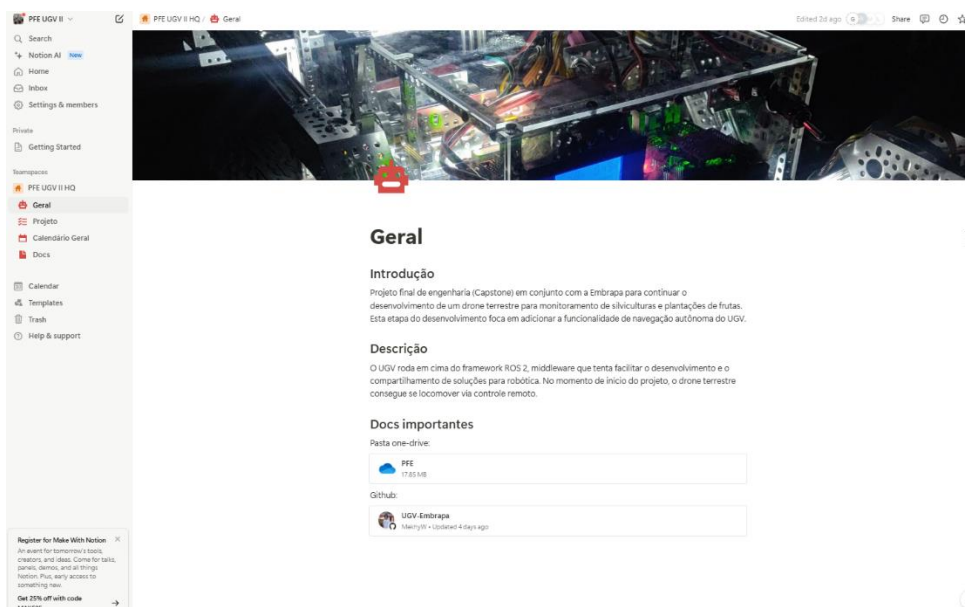 PFE UGV II
PFE UGV II HQ / Geral
Edited 2d ago
G
Share
Search
Notion AI New
Home
Inbox
Settings & members
Private
Getting Started
Teamspaces
PFE UGV II HQ
Geral
Projeto
Calendário Geral
Docs
Calendar
Templates
Trash
Help & support
Register for Make With Notion
An event for tomorrow's tools,
creators, and ideas. Come for talks,
panels, demos, and all things
Notion. Plus, early access to
something new.
Get 25% off with code
Geral
Introdução
Projeto final de engenharia (Capstone) em conjunto com a Embrapa para continuar o
desenvolvimento de um drone terrestre para monitoramento de silviculturas e plantações de frutas.
Esta etapa do desenvolvimento foca em adicionar a funcionalidade de navegação autônoma do UGV.
Descrição
O UGV roda em cima do framework ROS 2, middleware que tenta facilitar o desenvolvimento e o
compartilhamento de soluções para robótica. No momento de início do projeto, o drone terrestre
consegue se locomover via controle remoto.
Docs importantes
Pasta one-drive:
PFE
17.85 MB
Github:
UGV-Embrapa
MekhyW • Updated 4 days ago